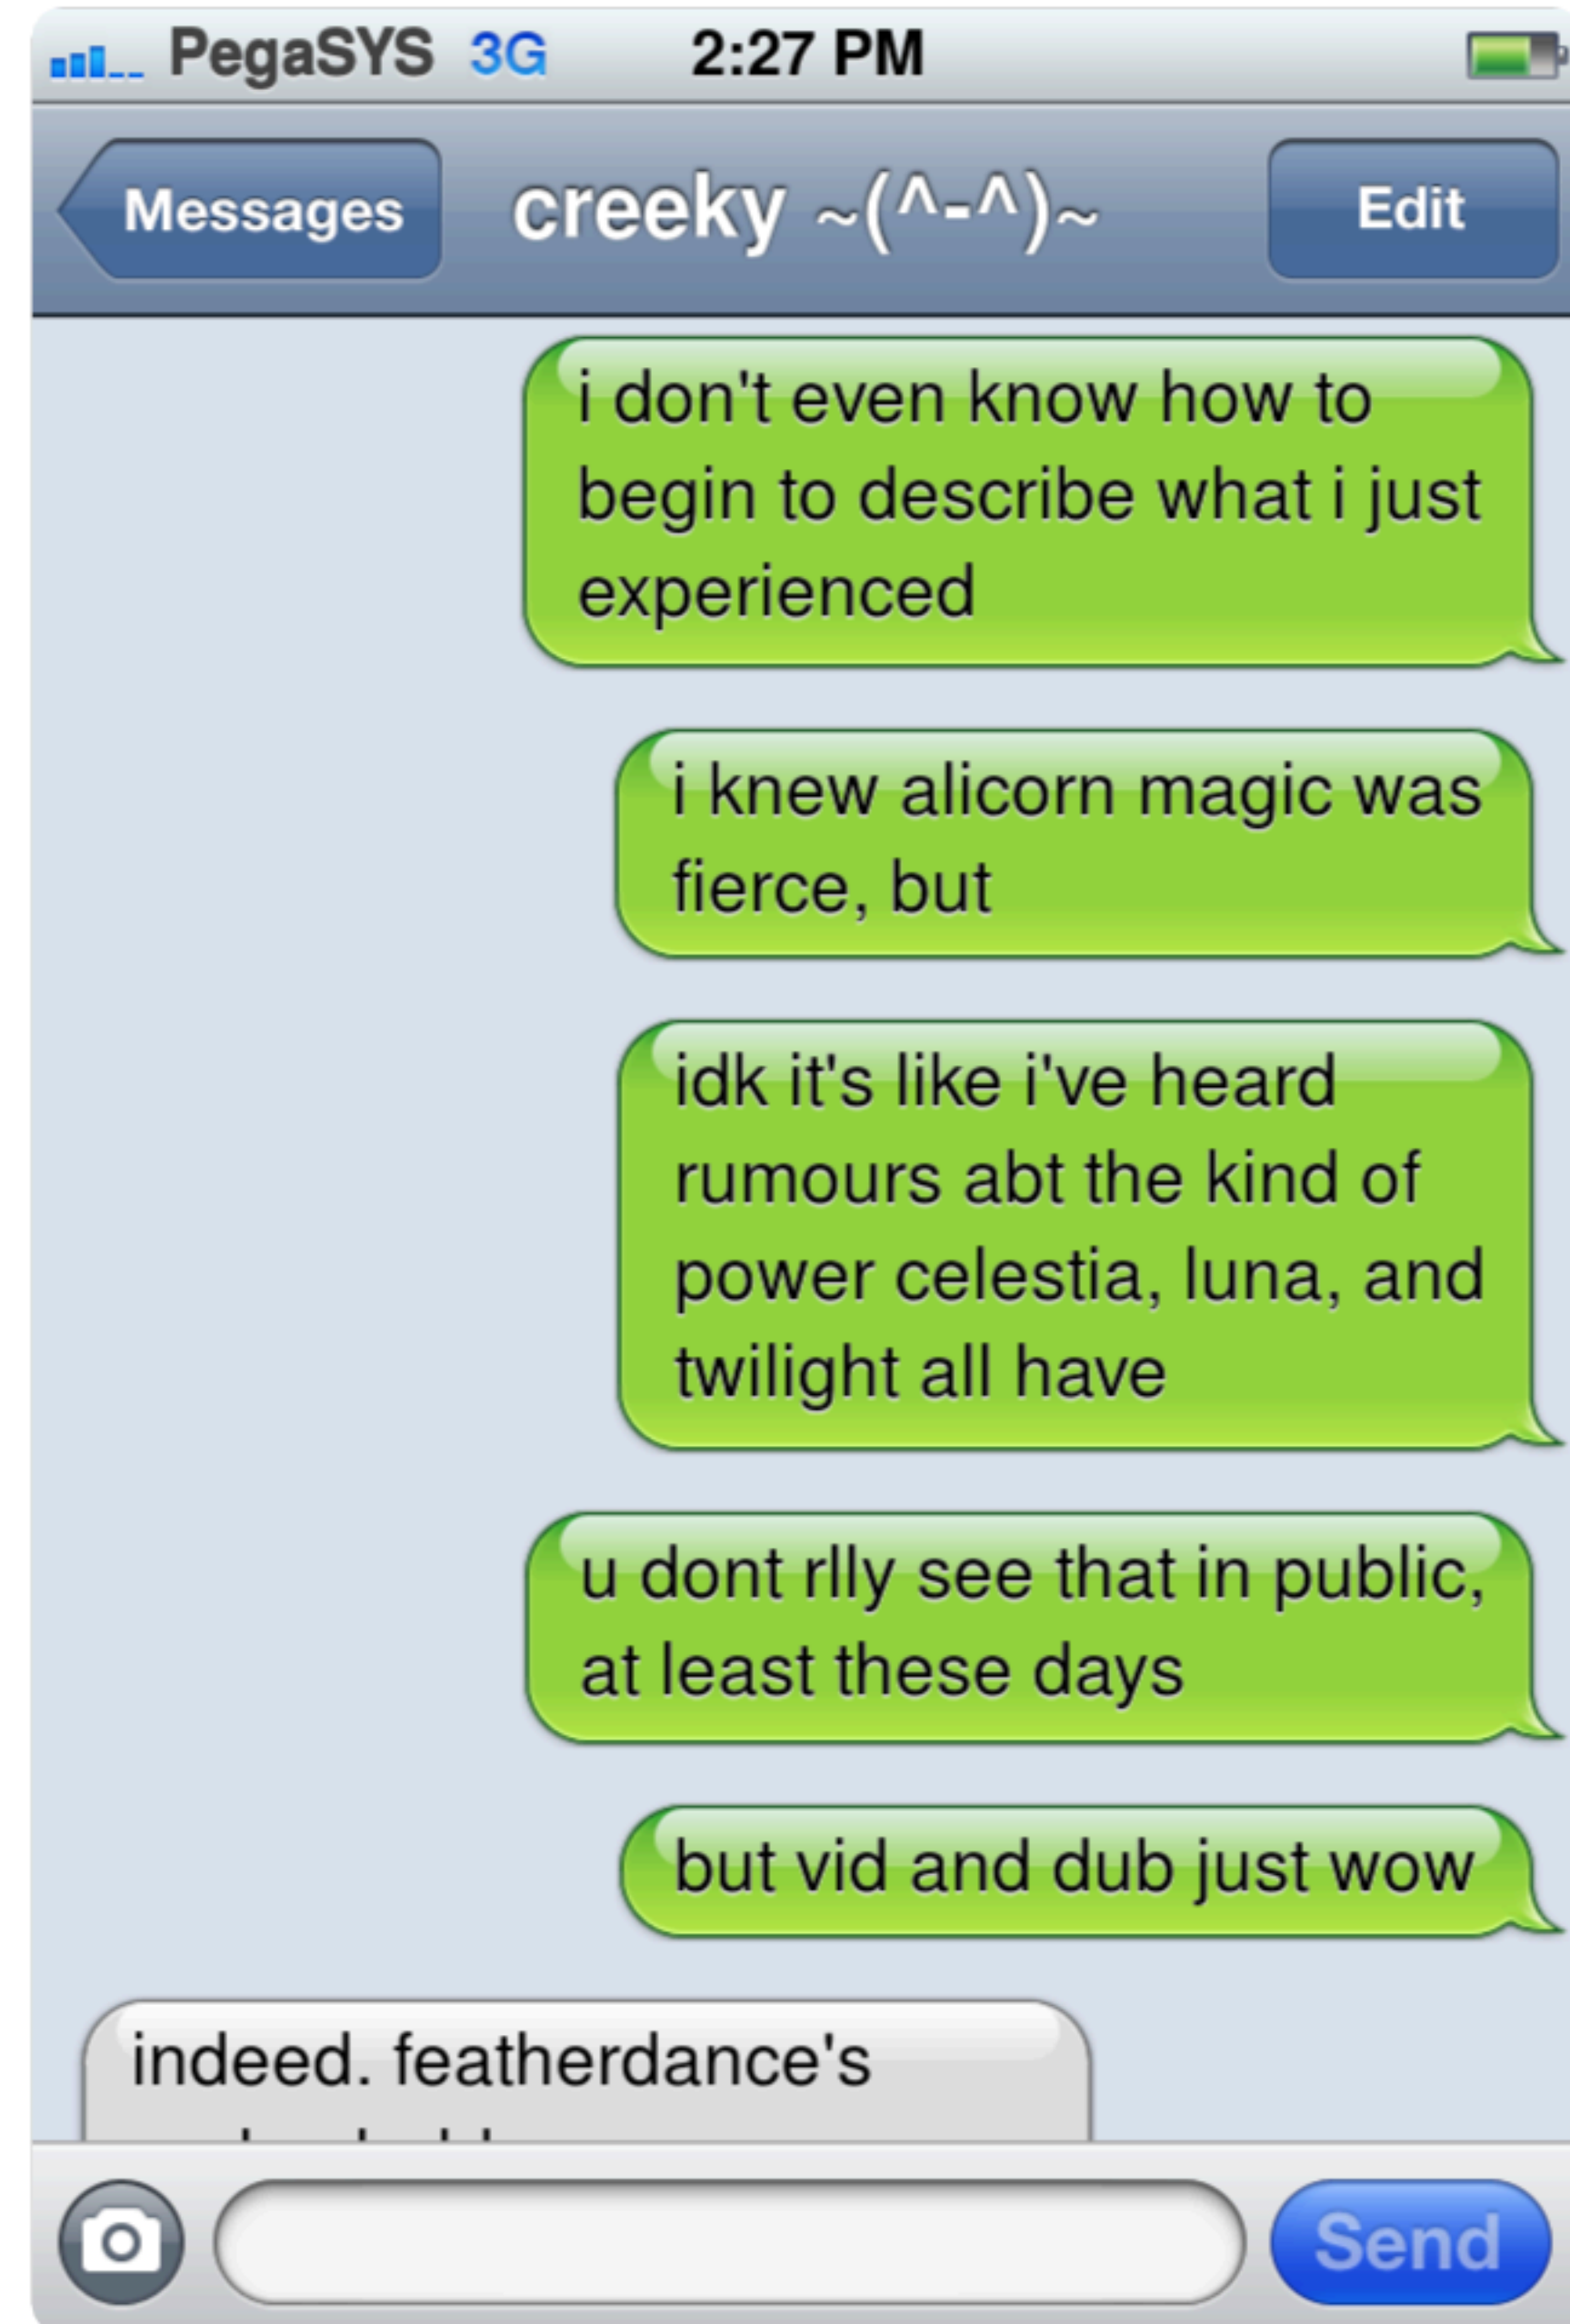 PegaSYS 3G 2:27 PM
Messages creeky ~(^-^)~ Edit
i don't even know how to
begin to describe what i just
experienced
i knew alicorn magic was
fierce, but
idk it's like i've heard
rumours abt the kind of
power celestia, luna, and
twilight all have
u dont rlly see that in public,
at least these days
but vid and dub just wow
indeed. featherdance's
Send